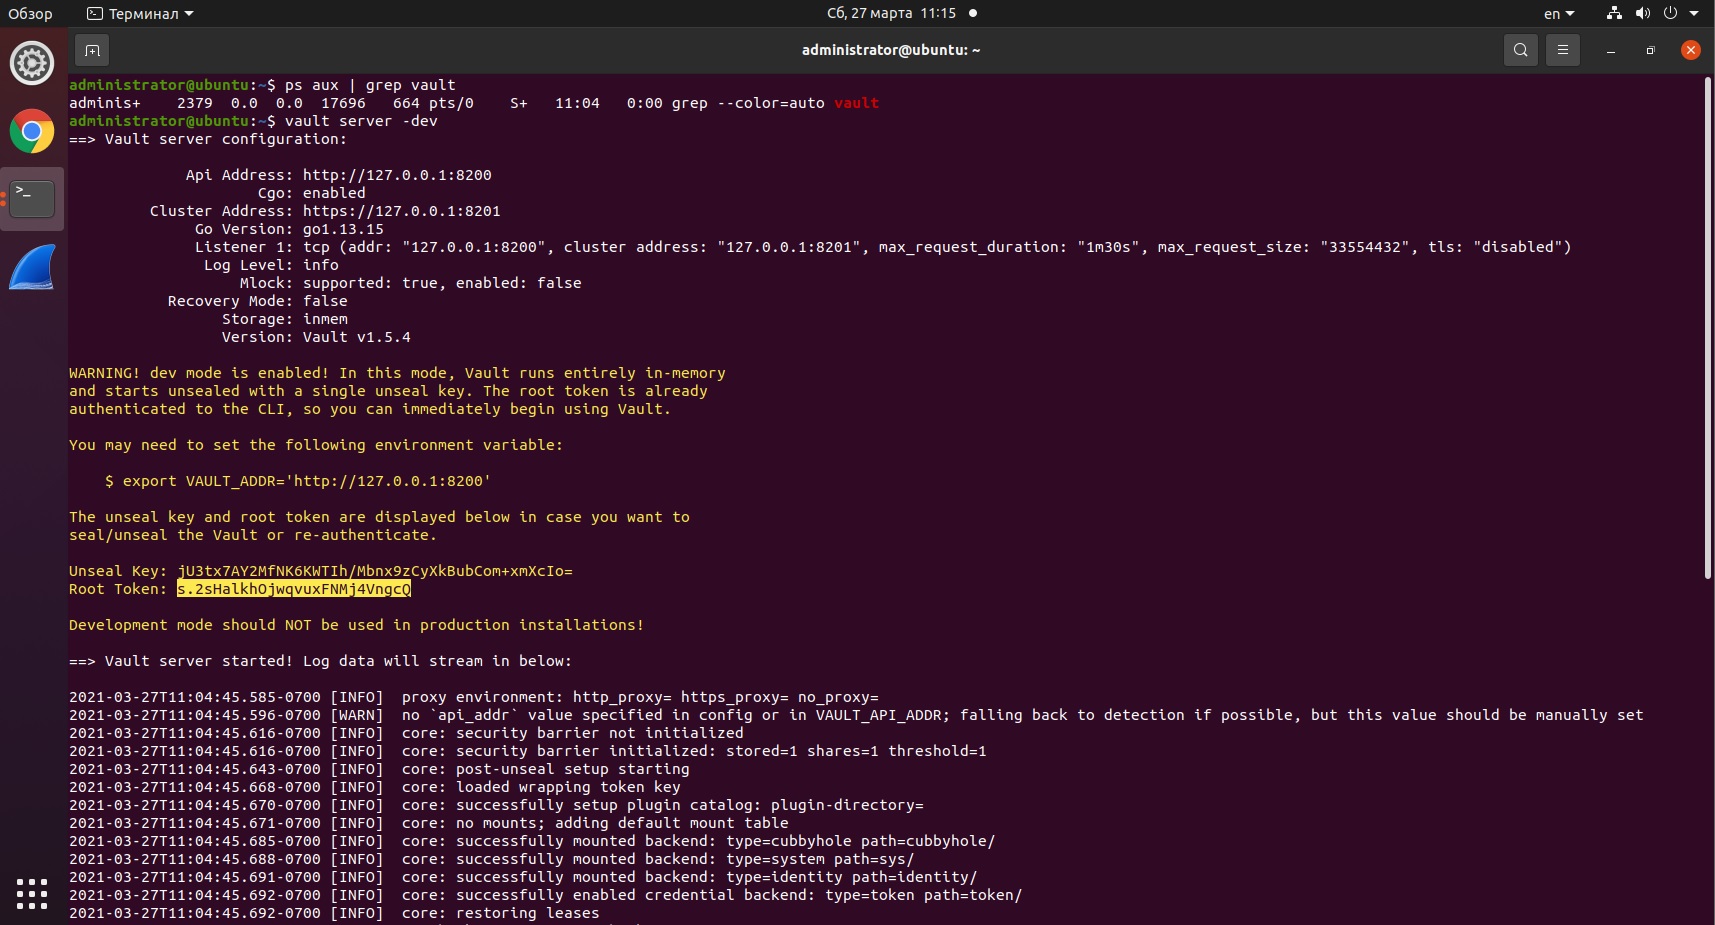 Обзор
Терминал
Сб, 27 марта 11:15
en
administrator@ubuntu: ~
administrator@ubuntu:~$ ps aux | grep vault
adminis+    2379  0.0  0.0  17696   664 pts/0    S+   11:04   0:00 grep --color=auto vault
administrator@ubuntu:~$ vault server -dev
==> Vault server configuration:
Api Address: http://127.0.0.1:8200
Cgo: enabled
Cluster Address: https://127.0.0.1:8201
Go Version: go1.13.15
Listener 1: tcp (addr: "127.0.0.1:8200", cluster address: "127.0.0.1:8201", max_request_duration: "1m30s", max_request_size: "33554432", tls: "disabled")
Log Level: info
Mlock: supported: true, enabled: false
Recovery Mode: false
Storage: inmem
Version: Vault v1.5.4
WARNING! dev mode is enabled! In this mode, Vault runs entirely in-memory
and starts unsealed with a single unseal key. The root token is already
authenticated to the CLI, so you can immediately begin using Vault.
You may need to set the following environment variable:
$ export VAULT_ADDR='http://127.0.0.1:8200'
The unseal key and root token are displayed below in case you want to
seal/unseal the Vault or re-authenticate.
Unseal Key: jU3tx7AY2MfNK6KWTIh/Mbnx9zCyXkBubCom+xmXcIo=
Root Token: s.2sHalkhOjwqvuxFNMj4VngcQ
Development mode should NOT be used in production installations!
==> Vault server started! Log data will stream in below:
2021-03-27T11:04:45.585-0700 [INFO]  proxy environment: http_proxy= https_proxy= no_proxy=
2021-03-27T11:04:45.596-0700 [WARN]  no `api_addr` value specified in config or in VAULT_API_ADDR; falling back to detection if possible, but this value should be manually set
2021-03-27T11:04:45.616-0700 [INFO]  core: security barrier not initialized
2021-03-27T11:04:45.616-0700 [INFO]  core: security barrier initialized: stored=1 shares=1 threshold=1
2021-03-27T11:04:45.643-0700 [INFO]  core: post-unseal setup starting
2021-03-27T11:04:45.668-0700 [INFO]  core: loaded wrapping token key
2021-03-27T11:04:45.670-0700 [INFO]  core: successfully setup plugin catalog: plugin-directory=
2021-03-27T11:04:45.671-0700 [INFO]  core: no mounts; adding default mount table
2021-03-27T11:04:45.685-0700 [INFO]  core: successfully mounted backend: type=cubbyhole path=cubbyhole/
2021-03-27T11:04:45.688-0700 [INFO]  core: successfully mounted backend: type=system path=sys/
2021-03-27T11:04:45.691-0700 [INFO]  core: successfully mounted backend: type=identity path=identity/
2021-03-27T11:04:45.692-0700 [INFO]  core: successfully enabled credential backend: type=token path=token/
2021-03-27T11:04:45.692-0700 [INFO]  core: restoring leases